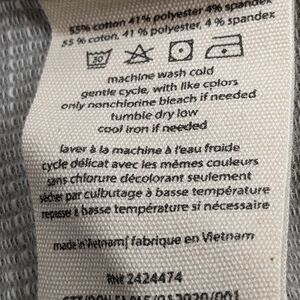 55% cotton 41% polyester 4% spandex
55 % coton, 41 % polyester, 4 % spandex
30
machine wash cold
gentle cycle, with like colors
only nonchlorine bleach if needed
tumble dry low
cool iron if needed
laver à la machine à l'eau froide
cycle délicat avec les mêmes couleurs
sans chlorure décolorant seulement
sécher par culbutage à basse température
repasser à basse température si nécessaire
made in Vietnam/ fabrique en Vietnam
RN# 2424474